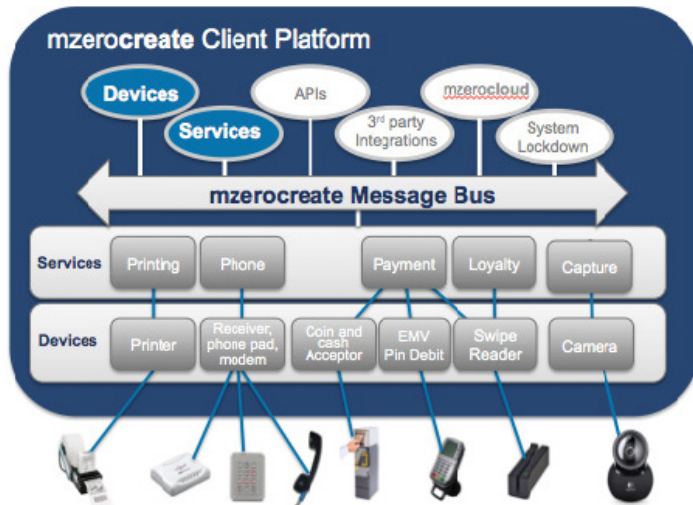 mzerocreate Client Platform
Devices
APIs
mzerocloud
Services
3rd party
Integrations
System
Lockdown
mzerocreate Message Bus
Services
Printing
Phone
Payment
Loyalty
Capture
Devices
Printer
Receiver,
phone pad,
modem
Coin and
cash
Acceptor
EMV
Pin Debit
Swipe
Reader
Camera